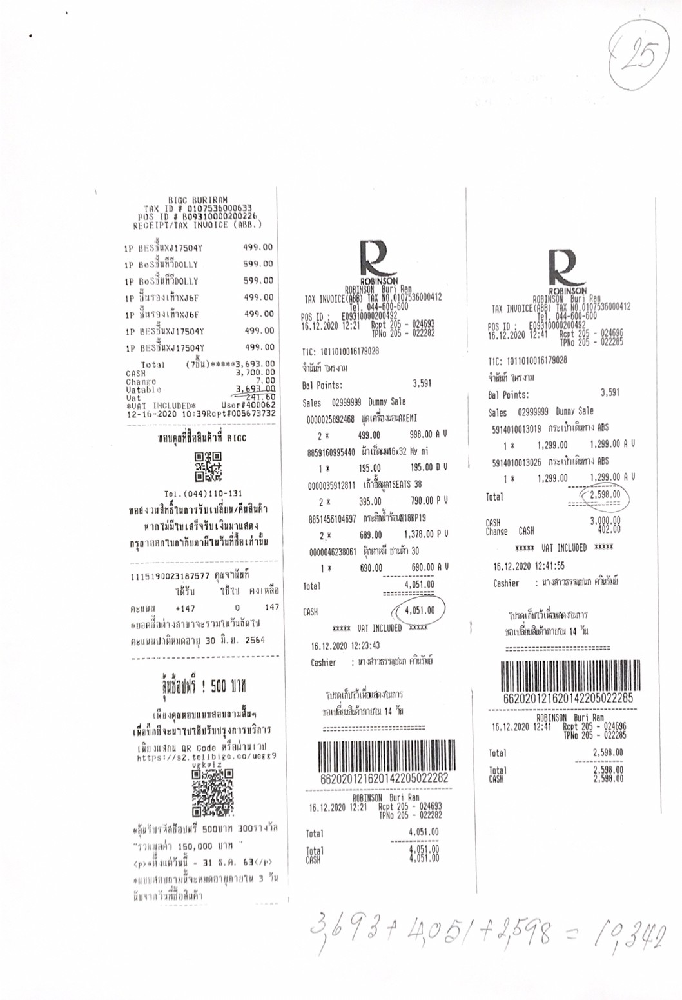 25
BIGC BURIRAM
TAX ID # 0107536000633
POS ID # B09310000200226
RECEIPT/TAX INVOICE (ABB.)
1P BESชั้นXJ17504Y 499.00
1P BoSชั้นทีวีDOLLY 599.00
1P BoSชั้นทีวีDOLLY 599.00
1P ชั้นรองเท้าXJ6F 499.00
1P ชั้นรองเท้าXJ6F 499.00
1P BESชั้นXJ17504Y 499.00
1P BESชั้นXJ17504Y 499.00
Total (7ชิ้น)*****3,693.00
CASH 3,700.00
Change 7.00
Vatable 3,693.00
Vat 241.60
*VAT INCLUDED* User#400062
12-16-2020 10:39Rcpt#005673732
ขอบคุณที่ซื้อสินค้าที่ BIGC
Tel.(044)110-131
ขอสงวนสิทธิ์ในการรับเปลี่ยน/คืนสินค้า
หากไม่มีใบเสร็จรับเงินมาแสดง
กรุณาออกใบกำกับภาษีในวันที่ซื้อเท่านั้น
1115190023187577 คุณจำนันท์
ได้รับ ใช้ไป คงเหลือ
คะแนน +147 0 147
*ยอดซื้อต่างสาขาจะรวมในวันถัดไป
คะแนนปกติหมดอายุ 30 มิ.ย. 2564
ลุ้นช้อปฟรี ! 500 บาท
เพียงคุณตอบแบบสอบถามสั้นๆ
เพื่อบิ๊กซีจะนำไปปรับปรุงการบริการ
เพียงแสกน QR Code หรือผ่านเวป
https://s2.tellbigc.co/ucgg9
vgkviz
*ลุ้นรับรหัสช้อปฟรี 500บาท 300รางวัล
"รวมมูลค่า 150,000 บาท "
<p>*ตั้งแต่วันนี้ - 31 ธ.ค. 63</p>
*แบบสอบถามนี้จะหมดอายุภายใน 3 วัน
นับจากวันที่ซื้อสินค้า
R
ROBINSON
ROBINSON Buri Ram
TAX INVOICE(ABB) TAX NO.0107536000412
Tel. 044-600-600
POS ID : E09310000200492
16.12.2020 12:21 Rcpt 205 - 024693
TPNo 205 - 022282
T1C: 1011010016179028
จำนันท์ ไพรงาม
Bal Points: 3,591
Sales 02999999 Dummy Sale
0000025892468 ชุดเครื่องนอนAKEMI
2 * 499.00 998.00 A V
8859160995440 ผ้าเช็ดผม16x32 My mi
1 * 195.00 195.00 D V
0000035912811 เก้าอี้สตูล1SEATS 38
2 * 395.00 790.00 P V
8851456104697 กระติกน้ำร้อนN18KP19
2 * 689.00 1,378.00 P V
0000046238061 ตุ๊กตาหมี ซานต้า 30
1 * 690.00 690.00 A V
Total 4,051.00
CASH 4,051.00
***** VAT INCLUDED *****
16.12.2020 12:23:43
Cashier : นางสาวธรรญชนก ควินรัมย์
โปรดเก็บไว้เพื่อแสดงในการ
ขอเปลี่ยนสินค้าภายใน 14 วัน
662020121620142205022282
ROBINSON Buri Ram
16.12.2020 12:21 Rcpt 205 - 024693
TPNo 205 - 022282
Total 4,051.00
Total 4,051.00
CASH 4,051.00
R
ROBINSON
ROBINSON Buri Ram
TAX INVOICE(ABB) TAX NO.0107536000412
Tel. 044-600-600
POS ID : E09310000200492
16.12.2020 12:41 Rcpt 205 - 024696
TPNo 205 - 022285
T1C: 1011010016179028
จำนันท์ ไพรงาม
Bal Points: 3,591
Sales 02999999 Dummy Sale
5914010013019 กระเป๋าเดินทาง ABS
1 * 1,299.00 1,299.00 A V
5914010013026 กระเป๋าเดินทาง ABS
1 * 1,299.00 1,299.00 A V
Total 2,598.00
CASH 3,000.00
Change CASH 402.00
***** VAT INCLUDED *****
16.12.2020 12:41:55
Cashier : นางสาวธรรญชนก ควินรัมย์
โปรดเก็บไว้เพื่อแสดงในการ
ขอเปลี่ยนสินค้าภายใน 14 วัน
662020121620142205022285
ROBINSON Buri Ram
16.12.2020 12:41 Rcpt 205 - 024696
TPNo 205 - 022285
Total 2,598.00
Total 2,598.00
CASH 2,598.00
3,693 + 4,051 + 2,598 = 10,342